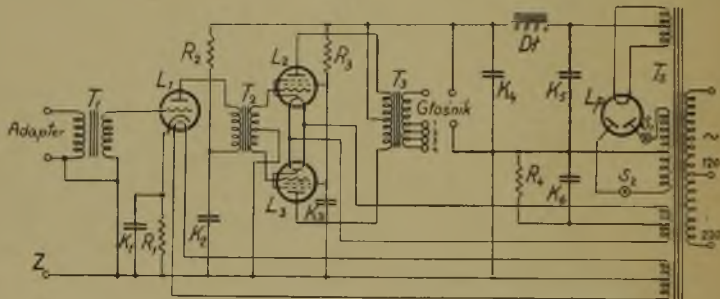 Adapter
T1
K1
R1
L1
R2
K2
T2
L2
L3
R3
K3
T3
Głośnik
K4
Dł
K5
R4
K6
Lp
S2
T5
~
120
220
Z